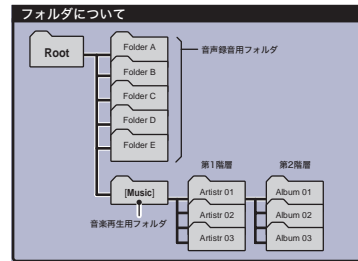 フォルダについて
Root
Folder A
Folder B
Folder C
Folder D
Folder E
音声録音用フォルダ
第1階層
第2階層
[Music]
Artistr 01
Album 01
Artistr 02
Album 02
Artistr 03
Album 03
音楽再生用フォルダ